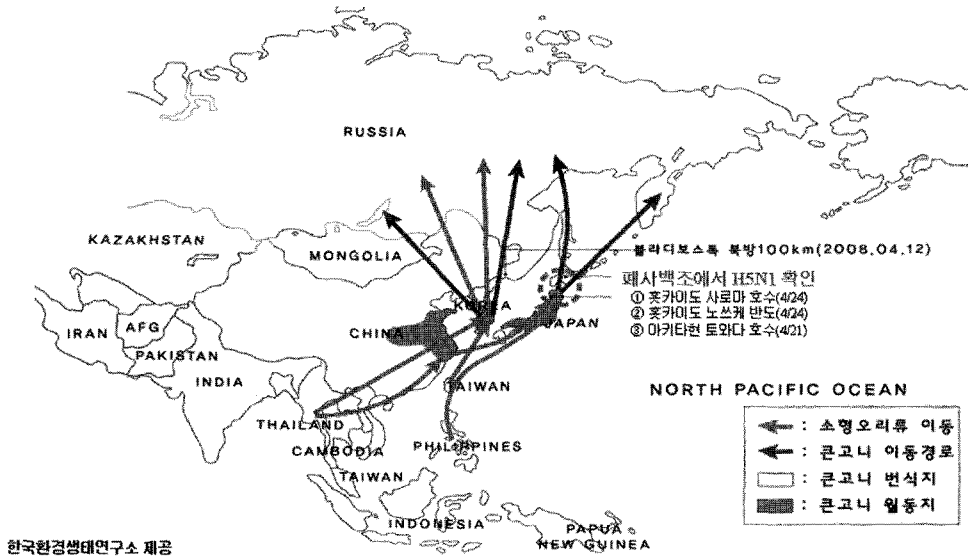 RUSSIA
KAZAKHSTAN
MONGOLIA
블라디보스톡 북방100km(2008.04.12)
폐사백조에서 H5N1 확인
① 홋카이도 사로마 호수(4/24)
② 홋카이도 노쓰케 반도(4/24)
③ 아키타현 토와다 호수(4/21)
KOREA
JAPAN
CHINA
IRAN
AFG
PAKISTAN
INDIA
TAIWAN
NORTH PACIFIC OCEAN
THAILAND
CAMBODIA
PHILIPPINES
TAIWAN
INDONESIA
PAPUA
NEW GUINEA
: 소형오리류 이동
: 큰고니 이동경로
: 큰고니 번식지
: 큰고니 월동지
한국환경생태연구소 제공